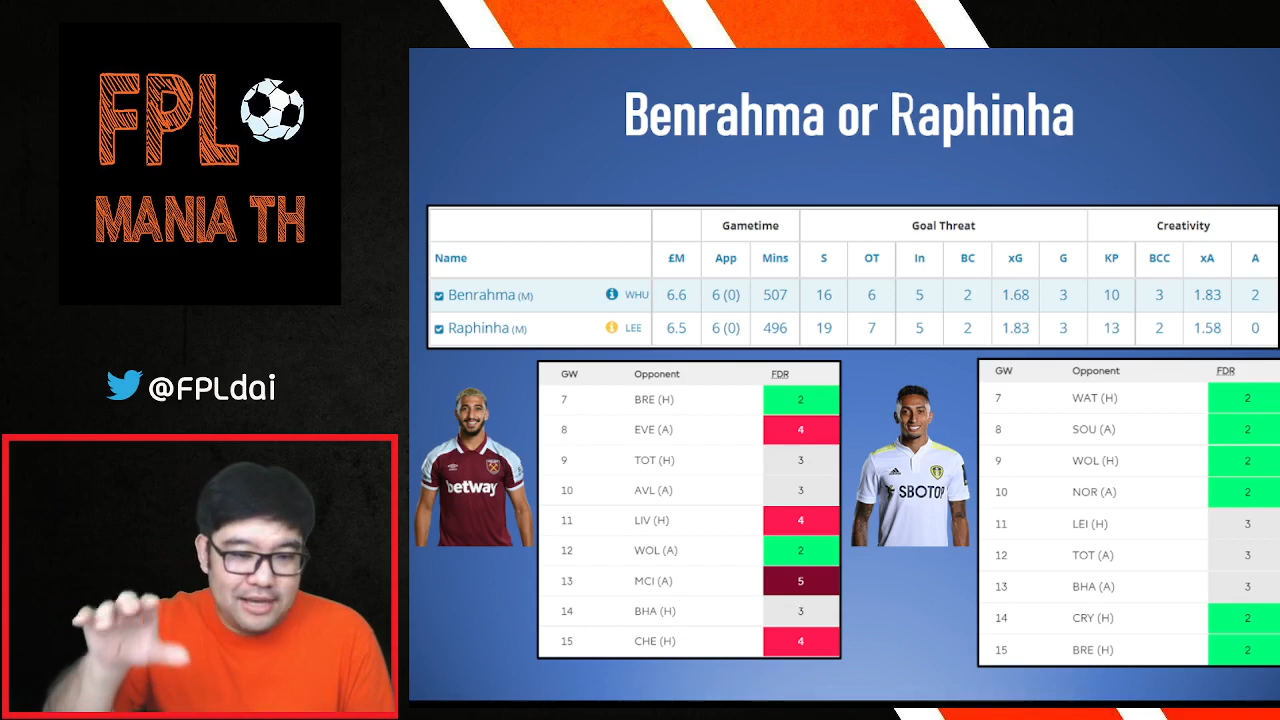 FPL
MANIA TH
@FPLdai
Benrahma or Raphinha
Gametime Goal Threat Creativity
Name £M App Mins S OT In BC xG G KP BCC xA A
Benrahma (M) WHU 6.6 6 (0) 507 16 6 5 2 1.68 3 10 3 1.83 2
Raphinha (M) LEE 6.5 6 (0) 496 19 7 5 2 1.83 3 13 2 1.58 0
GW Opponent FDR
7 BRE (H) 2
8 EVE (A) 4
9 TOT (H) 3
10 AVL (A) 3
11 LIV (H) 4
12 WOL (A) 2
13 MCI (A) 5
14 BHA (H) 3
15 CHE (H) 4
betway
GW Opponent FDR
7 WAT (H) 2
8 SOU (A) 2
9 WOL (H) 2
10 NOR (A) 2
11 LEI (H) 3
12 TOT (A) 3
13 BHA (A) 3
14 CRY (H) 2
15 BRE (H) 2
SBOTOP